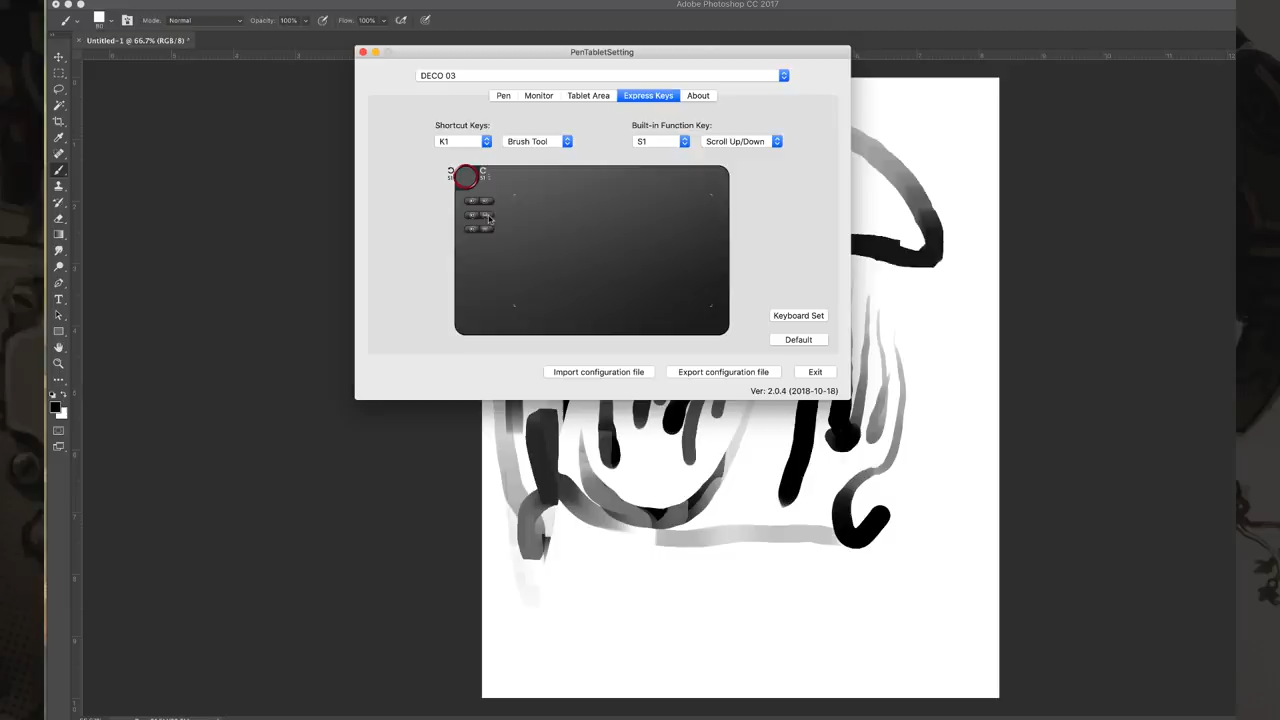 Adobe Photoshop CC 2017
Mode: Normal Opacity: 100% Flow: 100%
Untitled-1 @ 66.7% (RGB/8) *
PenTabletSetting
DECO 03
Pen Monitor Tablet Area Express Keys About
Shortcut Keys: Built-in Function Key:
K1 Brush Tool S1 Scroll Up/Down
Keyboard Set
Default
Import configuration file Export configuration file Exit
Ver: 2.0.4 (2018-10-18)